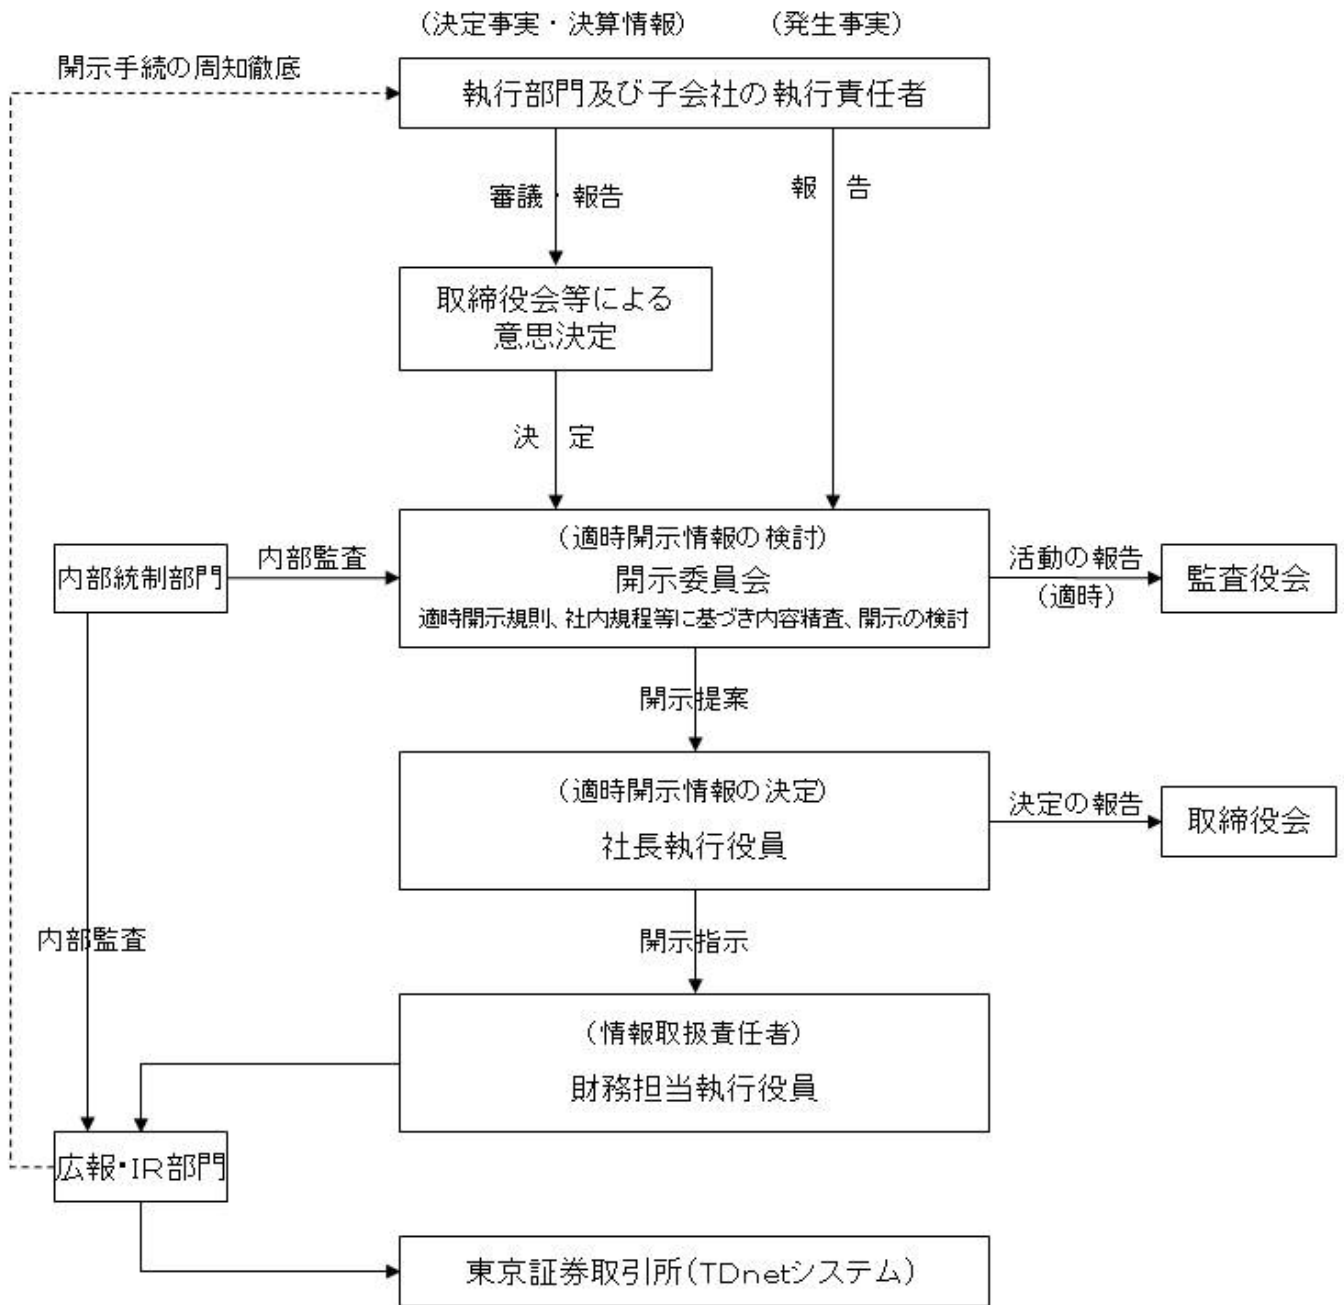 (決定事実・決算情報)
(発生事実)
開示手続の周知徹底
執行部門及び子会社の執行責任者
審議・報告
報告
取締役会等による
意思決定
決定
(適時開示情報の検討)
開示委員会
適時開示規則、社内規程等に基づき内容精査、開示の検討
内部統制部門
内部監査
活動の報告
(適時)
監査役会
開示提案
(適時開示情報の決定)
社長執行役員
決定の報告
取締役会
内部監査
開示指示
(情報取扱責任者)
財務担当執行役員
広報・IR部門
東京証券取引所(TDnetシステム)